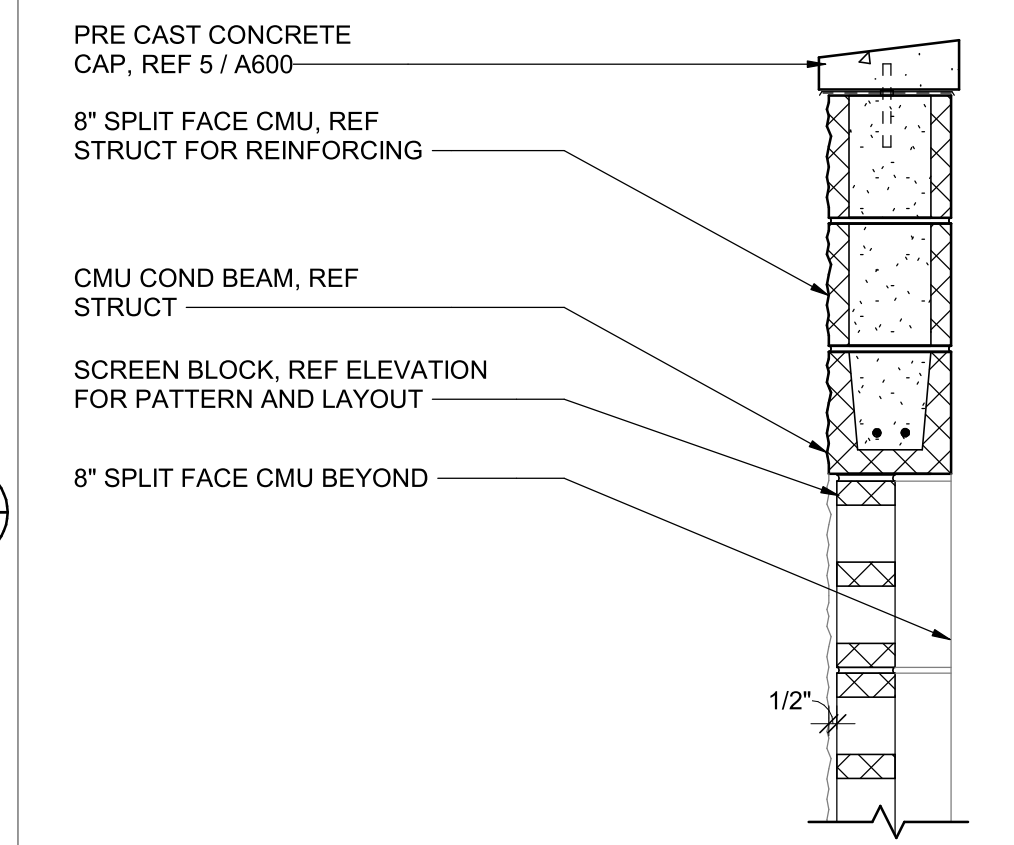 PRE CAST CONCRETE
CAP, REF 5 / A600
8" SPLIT FACE CMU, REF
STRUCT FOR REINFORCING
CMU COND BEAM, REF
STRUCT
SCREEN BLOCK, REF ELEVATION
FOR PATTERN AND LAYOUT
8" SPLIT FACE CMU BEYOND
1/2"